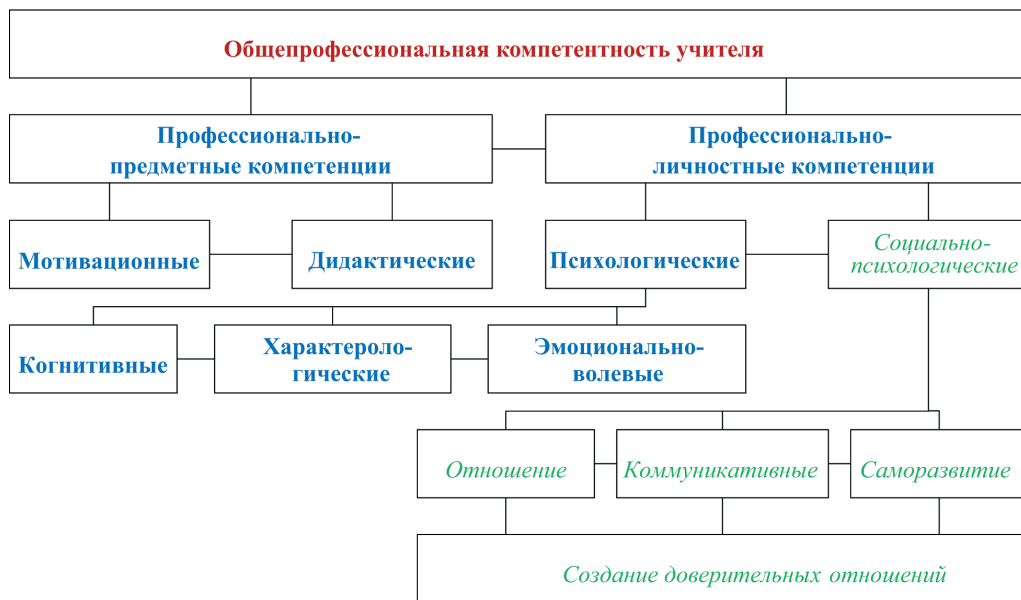 Общепрофессиональная компетентность учителя
Профессионально-
предметные компетенции
Профессионально-
личностные компетенции
Мотивационные
Дидактические
Психологические
Социально-
психологические
Когнитивные
Характероло-
гические
Эмоционально-
волевые
Отношение
Коммуникативные
Саморазвитие
Создание доверительных отношений